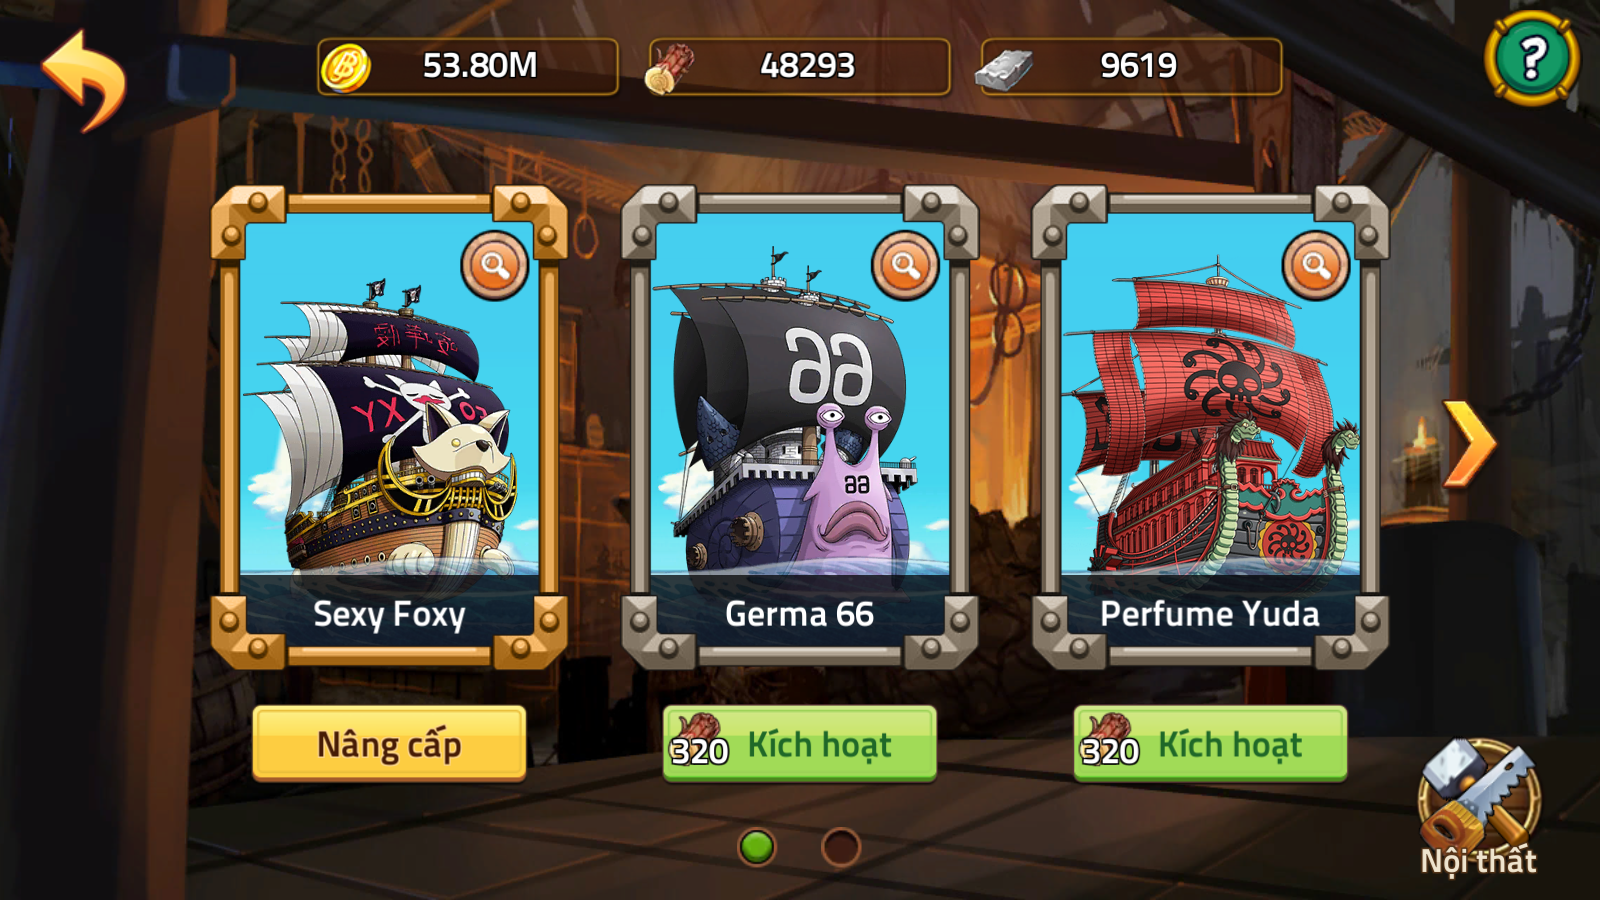 53.80M
48293
9619
?
YX
66
66
Sexy Foxy
Germa 66
Perfume Yuda
Nâng cấp
320 Kích hoạt
320 Kích hoạt
Nội thất